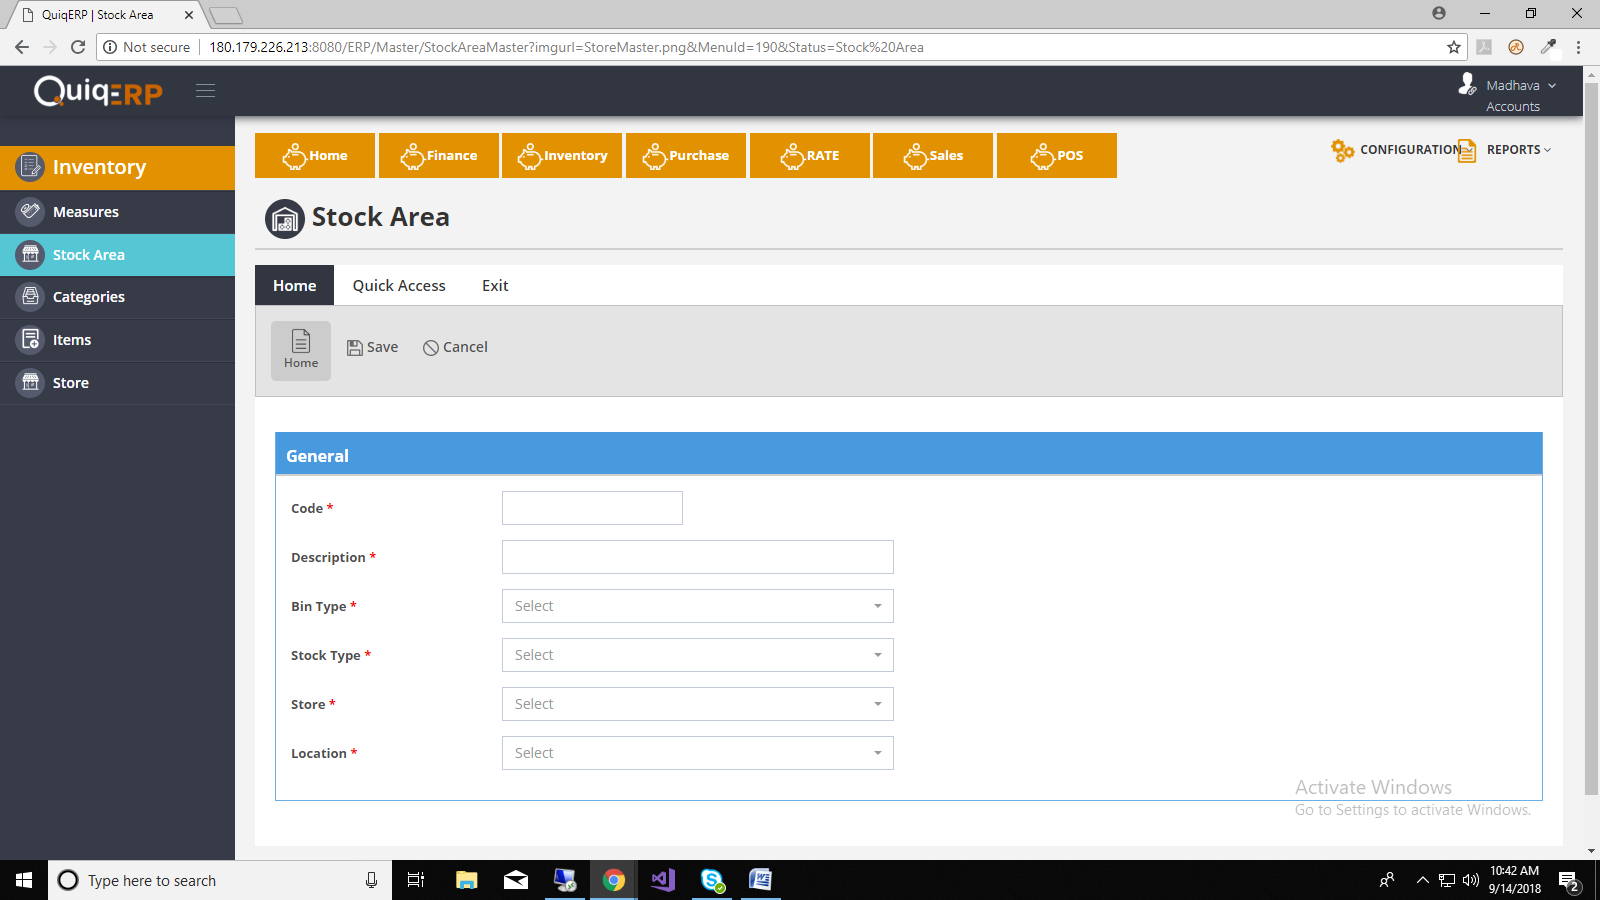 QuiqERP | Stock Area
Not secure
180.179.226.213:8080/ERP/Master/StockAreaMaster?imgurl=StoreMaster.png&MenuId=190&Status=Stock%20Area
QuiqERP
Madhava
Accounts
Inventory
Measures
Stock Area
Categories
Items
Store
Home
Finance
Inventory
Purchase
RATE
Sales
POS
CONFIGURATION
REPORTS
Stock Area
Home
Quick Access
Exit
Home
Save
Cancel
General
Code *
Description *
Bin Type *
Select
Stock Type *
Select
Store *
Select
Location *
Select
Activate Windows
Go to Settings to activate Windows.
Type here to search
10:42 AM
9/14/2018
2